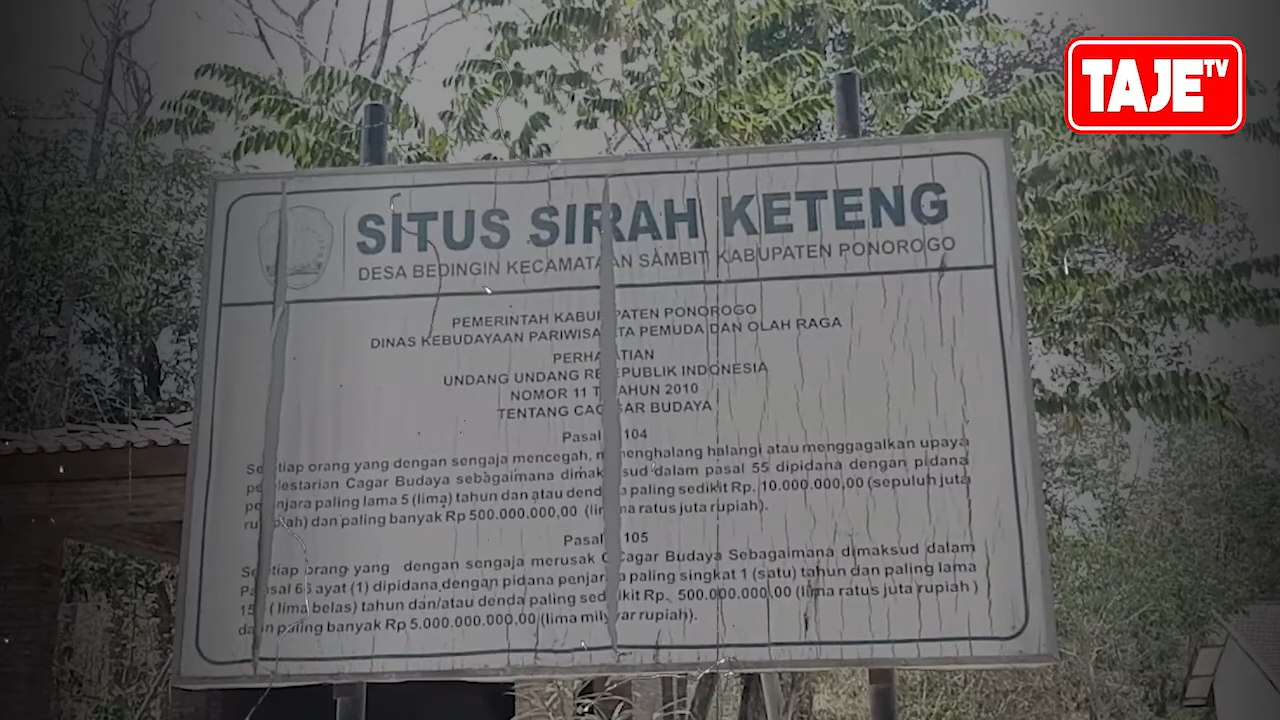 TAJE TV
SITUS SIRAH KETENG
DESA BEDINGIN KECAMATAN SAMBIT KABUPATEN PONOROGO
PEMERINTAH KABUPATEN PONOROGO
DINAS KEBUDAYAAN PARIWISATA PEMUDA DAN OLAH RAGA
PERHATIAN
UNDANG UNDANG REPUBLIK INDONESIA
NOMOR 11 TAHUN 2010
TENTANG CAGAR BUDAYA
Pasal 104
Setiap orang yang dengan sengaja mencegah, menghalang halangi atau menggagalkan upaya
pelestarian Cagar Budaya sebagaimana dimaksud dalam pasal 55 dipidana dengan pidana
penjara paling lama 5 (lima) tahun dan atau denda paling sedikit Rp. 10.000.000,00 (sepuluh juta
rupiah) dan paling banyak Rp 500.000.000,00 (lima ratus juta rupiah).
Pasal 105
Setiap orang yang dengan sengaja merusak Cagar Budaya Sebagaimana dimaksud dalam
Pasal 66 ayat (1) dipidana dengan pidana penjara paling singkat 1 (satu) tahun dan paling lama
15 (lima belas) tahun dan/atau denda paling sedikit Rp. 500.000.000,00 (lima ratus juta rupiah )
dan paling banyak Rp 5.000.000.000,00 (lima milyar rupiah).